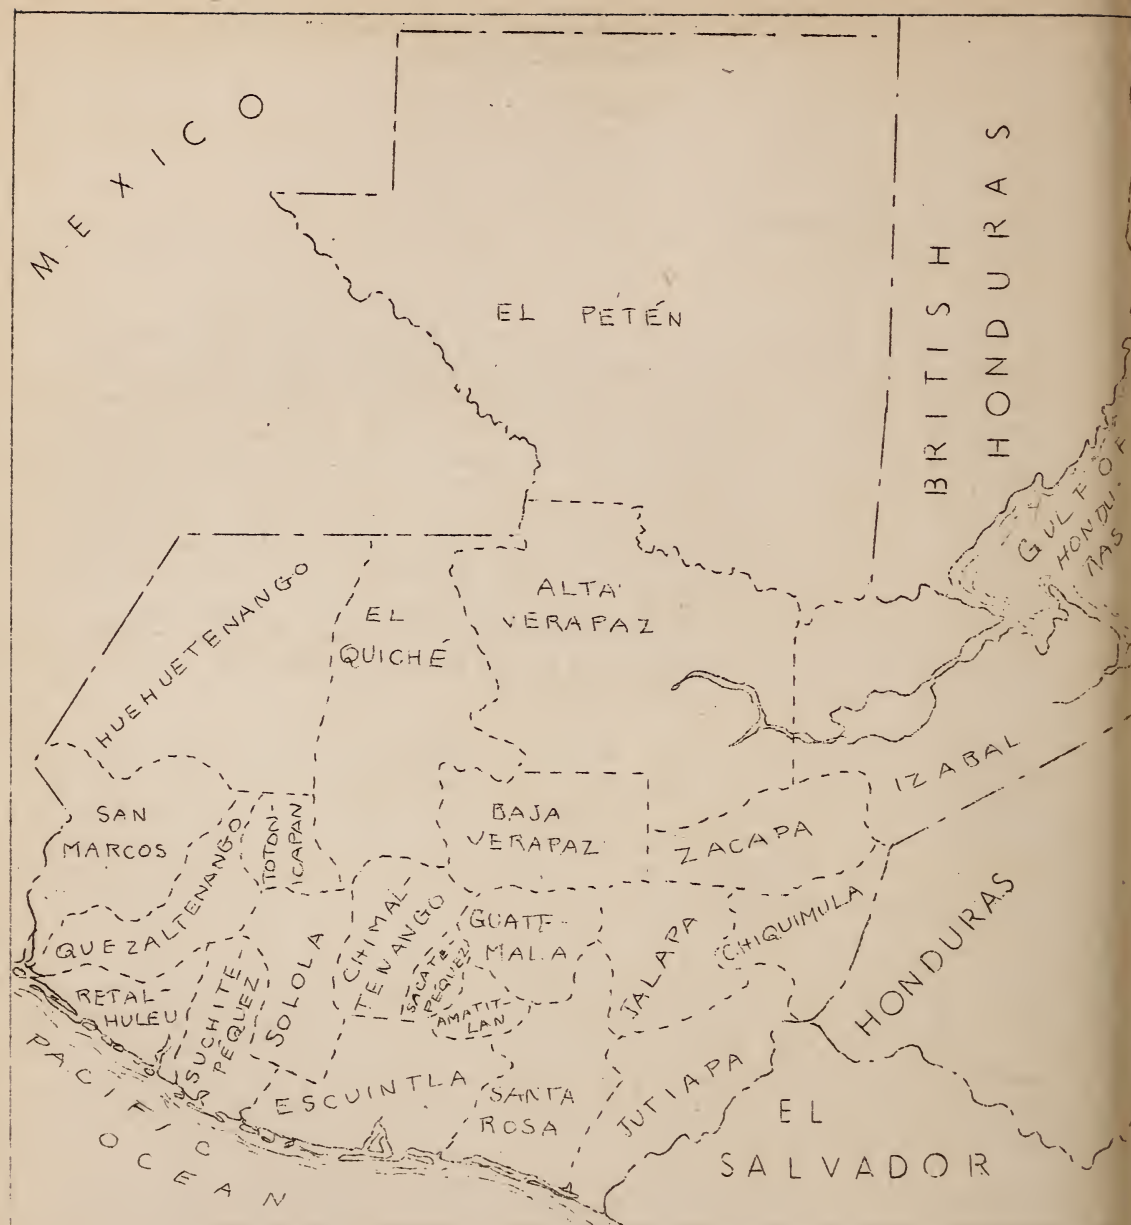 MEXICO
BRITISH
HONDURAS
EL PÉTÉN
GULF OF
HONDU-
RAS
ALTA
VERAPAZ
EL
QUICHÉ
HUEHUETENANGO
IZABAL
SAN
MARCOS
TOTON-
ICAPAN
BAJA
VERAPAZ
ZACAPA
QUEZALTENANGO
CHIMAL
TENANGO
GUATE-
MALA
SACATE
PEQUEZ
JALAPA
CHIQUIMULA
RETAL-
HULEU
SUCHITE
PÉQUEZ
SOLOLA
AMATIT-
LAN
HONDURAS
ESCUINTLA
SANTA
ROSA
JUTIAPA
EL
SALVADOR
PACIFIC
OCEAN